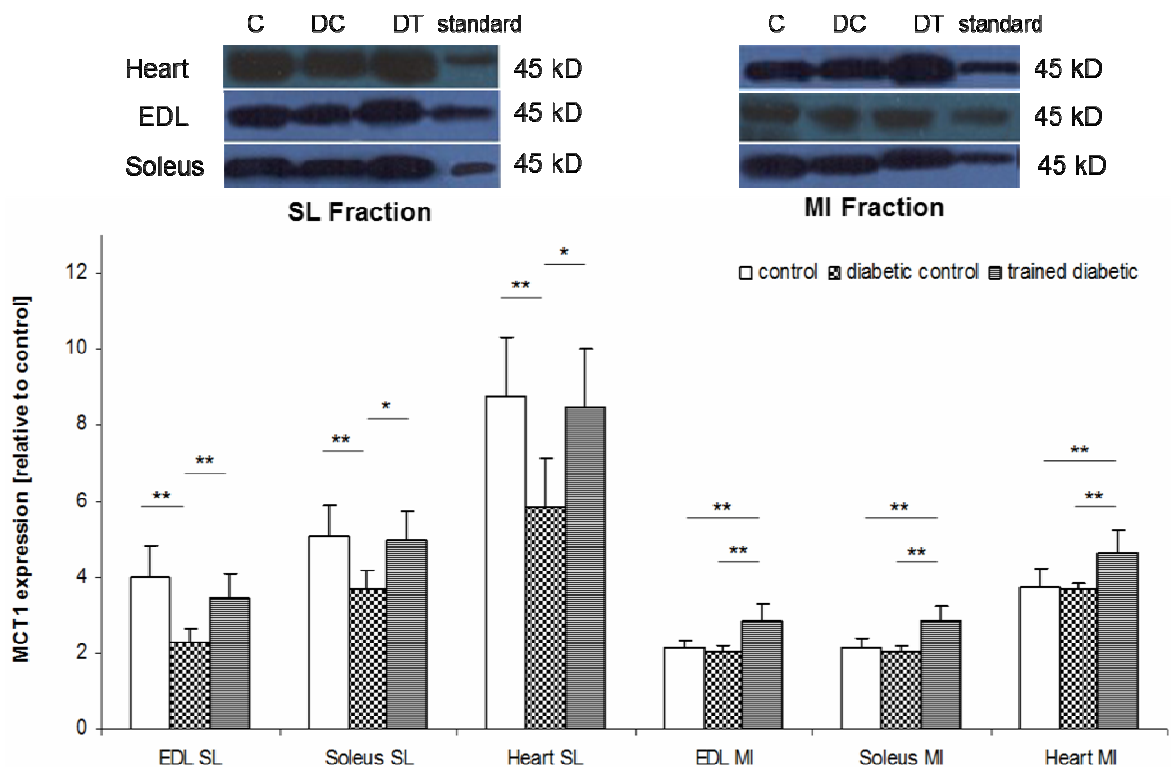 C DC DT standard
Heart 45 kD
EDL 45 kD
Soleus 45 kD
SL Fraction
C DC DT standard
45 kD
45 kD
45 kD
MI Fraction
MCT1 expression [relative to control]
12
10
8
6
4
2
0
control diabetic control trained diabetic
** **
** *
** *
** **
** **
** **
EDL SL Soleus SL Heart SL EDL MI Soleus MI Heart MI